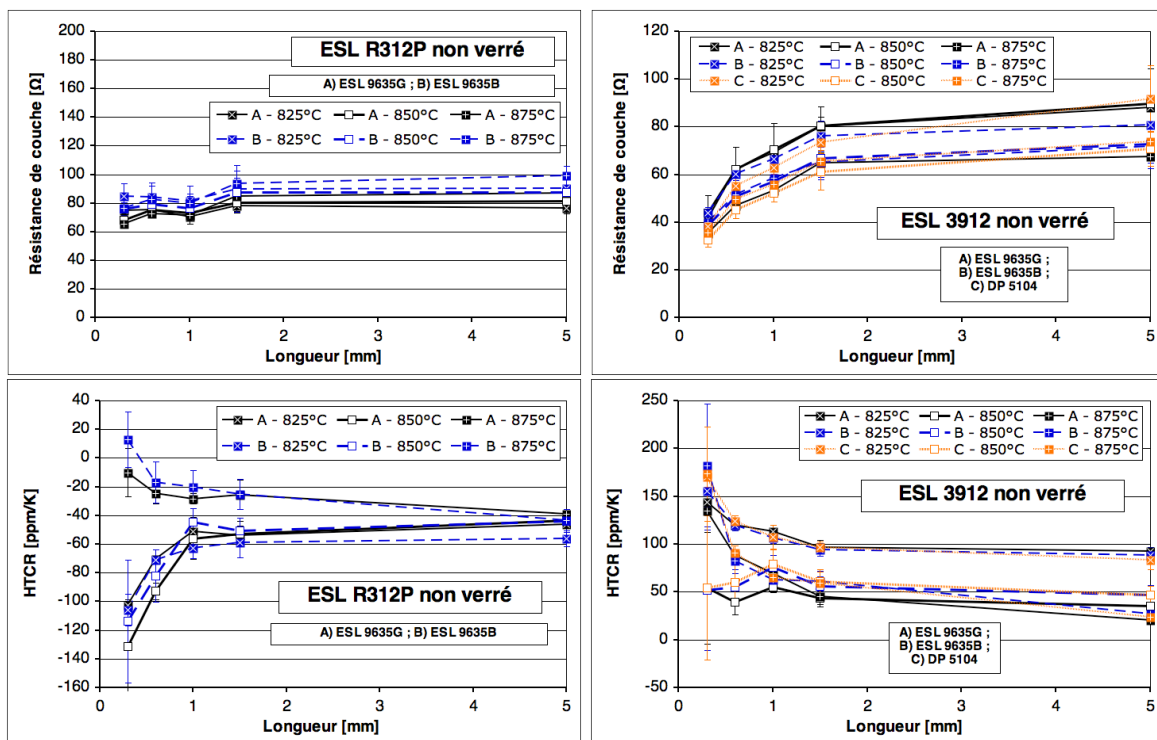 200
180
160
140
120
100
80
60
40
20
0
Résistance de couche [Ω]
ESL R312P non verré
A) ESL 9635G ; B) ESL 9635B
A - 825°C A - 850°C A - 875°C
B - 825°C B - 850°C B - 875°C
0 1 2 3 4 5
Longueur [mm]
120
100
80
60
40
20
0
Résistance de couche [Ω]
A - 825°C A - 850°C A - 875°C
B - 825°C B - 850°C B - 875°C
C - 825°C C - 850°C C - 875°C
ESL 3912 non verré
A) ESL 9635G ;
B) ESL 9635B ;
C) DP 5104
0 1 2 3 4 5
Longueur [mm]
40
20
0
-20
-40
-60
-80
-100
-120
-140
-160
HTCR [ppm/K]
A - 825°C A - 850°C A - 875°C
B - 825°C B - 850°C B - 875°C
ESL R312P non verré
A) ESL 9635G ; B) ESL 9635B
0 1 2 3 4 5
Longueur [mm]
250
200
150
100
50
0
-50
HTCR [ppm/K]
A - 825°C A - 850°C A - 875°C
B - 825°C B - 850°C B - 875°C
C - 825°C C - 850°C C - 875°C
ESL 3912 non verré
A) ESL 9635G ;
B) ESL 9635B ;
C) DP 5104
0 1 2 3 4 5
Longueur [mm]